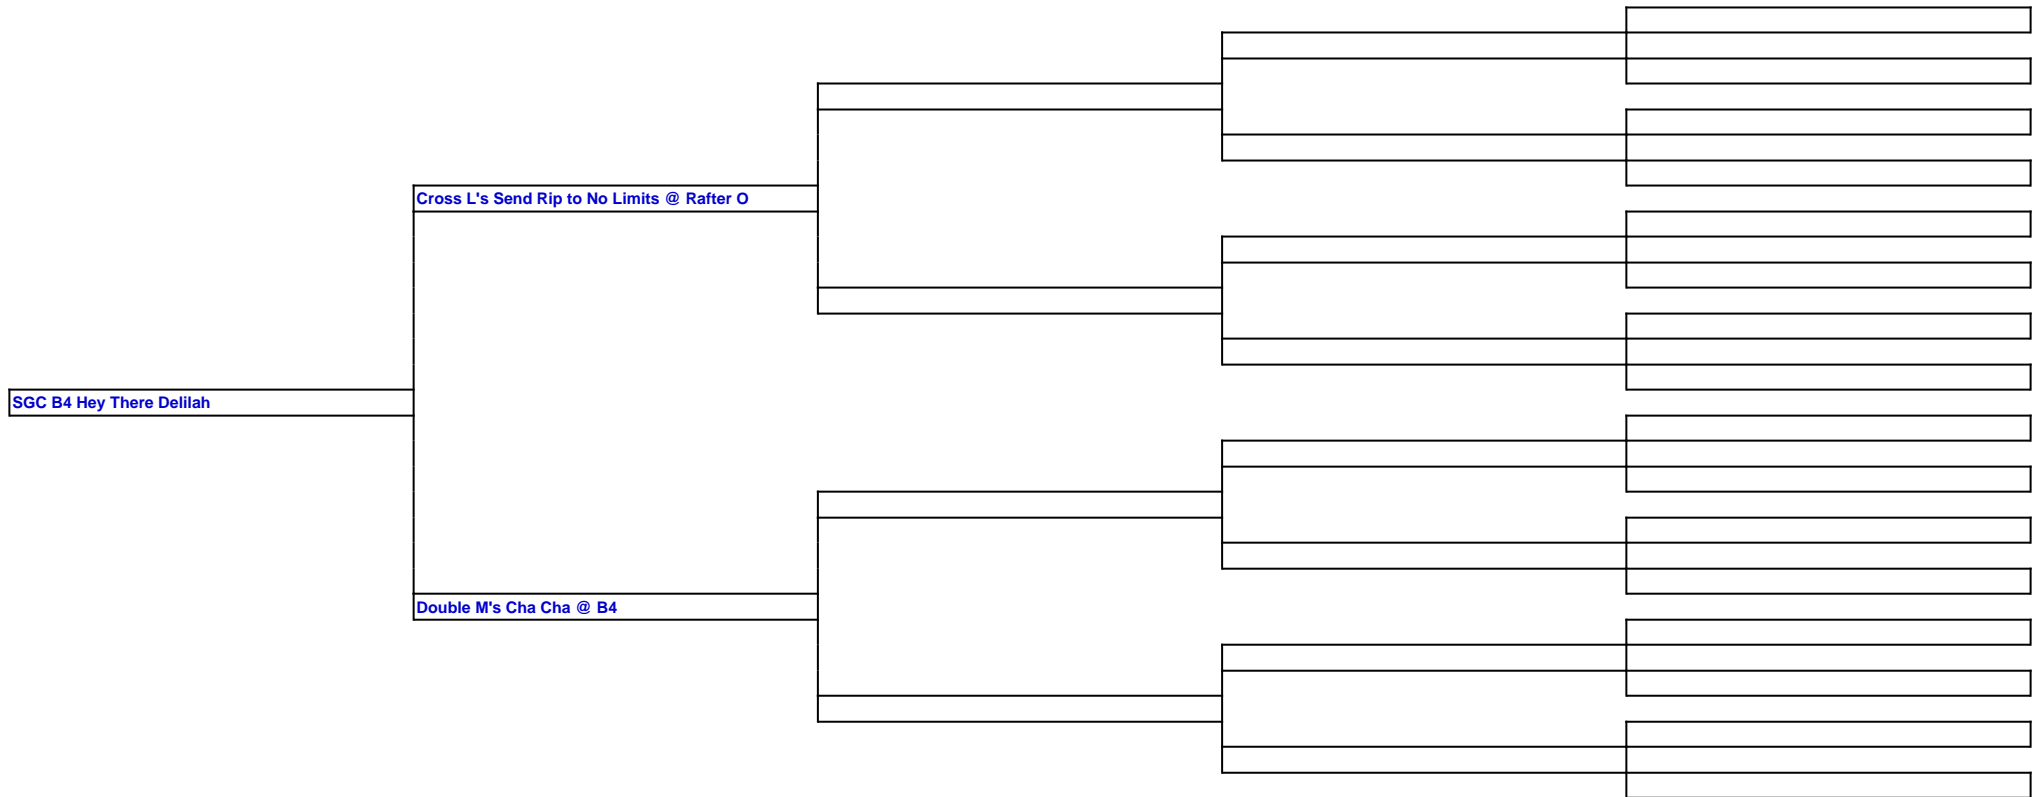 Cross L's Send Rip to No Limits @ Rafter O
SGC B4 Hey There Delilah
Double M's Cha Cha @ B4